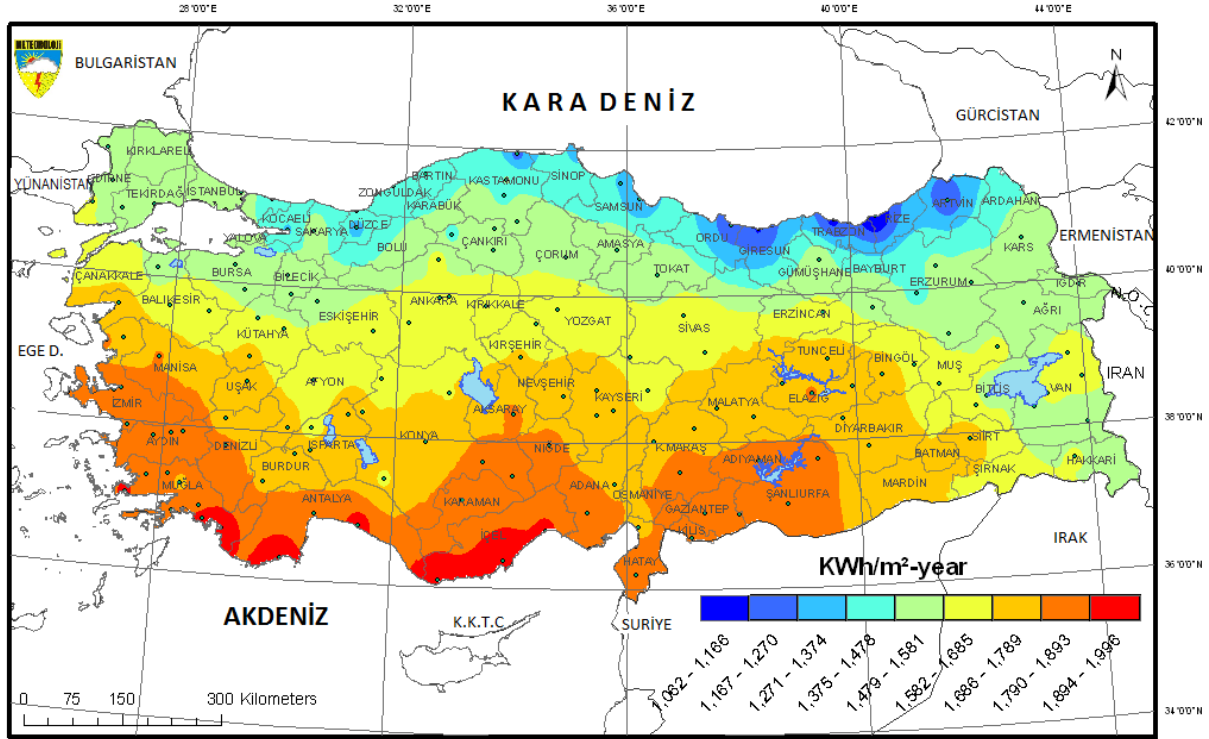 28°0'0"E 32°0'0"E 36°0'0"E 40°0'0"E 44°0'0"E
METEOROLOJİ
BULGARİSTAN
N
KARA DENİZ
GÜRCİSTAN
42°0'0"N
KIRKLARELİ
YÜNANİSTAN
EDİRNE
TEKİRDAĞ
İSTANBUL
KOCAELİ
YALOVA
SAKARYA
DÜZCE
ZONGULDAK
BARTIN
KARABÜK
KASTAMONU
SİNOP
SAMSUN
BOLU
ÇANKIRI
ÇORUM
AMASYA
TOKAT
ORDU
GİRESUN
TRABZON
RİZE
ARTVİN
ARDAHAN
KARS
GÜMÜŞHANE
BAYBURT
ERZURUM
IĞDIR
AĞRI
ERMENİSTAN
40°0'0"N
ÇANAKKALE
BALIKESİR
BURSA
BİLECİK
ESKİŞEHİR
KÜTAHYA
ANKARA
KIRIKKALE
YOZGAT
SİVAS
ERZİNCAN
EGE D.
MANİSA
UŞAK
AFYON
KIRŞEHİR
NEVŞEHİR
KAYSERİ
TUNCELİ
BİNGÖL
MUŞ
BİTLİS
VAN
IRAN
İZMİR
AYDIN
DENİZLİ
ISPARTA
KONYA
AKSARAY
NİĞDE
MALATYA
ELAZIĞ
DİYARBAKIR
38°0'0"N
MUĞLA
BURDUR
ANTALYA
KARAMAN
ADANA
OSMANİYE
K.MARAŞ
ADIYAMAN
ŞANLIURFA
GAZİANTEP
KİLİS
MARDİN
BATMAN
SİİRT
ŞIRNAK
HAKKARİ
İÇEL
HATAY
IRAK
36°0'0"N
AKDENİZ
K.K.T.C
SURİYE
KWh/m²-year
1,062 - 1,166
1,167 - 1,270
1,271 - 1,374
1,375 - 1,478
1,479 - 1,581
1,582 - 1,685
1,686 - 1,789
1,790 - 1,893
1,894 - 1,996
0 75 150 300 Kilometers
34°0'0"N